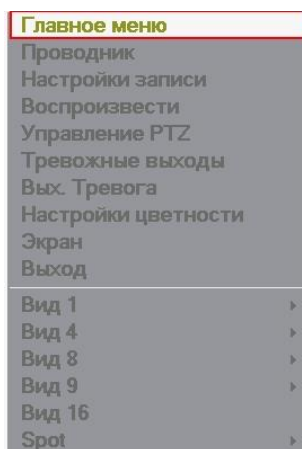 Главное меню
Проводник
Настройки записи
Воспроизвести
Управление PTZ
Тревожные выходы
Вых. Тревога
Настройки цветности
Экран
Выход
Вид 1
Вид 4
Вид 8
Вид 9
Вид 16
Spot